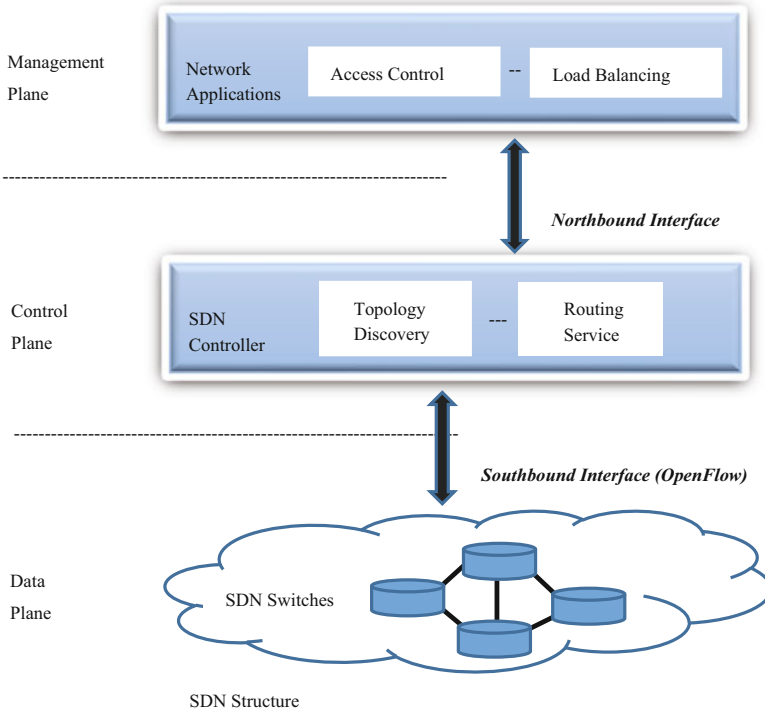 Management
Plane
Network
Applications
Access Control
--
Load Balancing
Northbound Interface
Control
Plane
SDN
Controller
Topology
Discovery
---
Routing
Service
Southbound Interface (OpenFlow)
Data
Plane
SDN Switches
SDN Structure